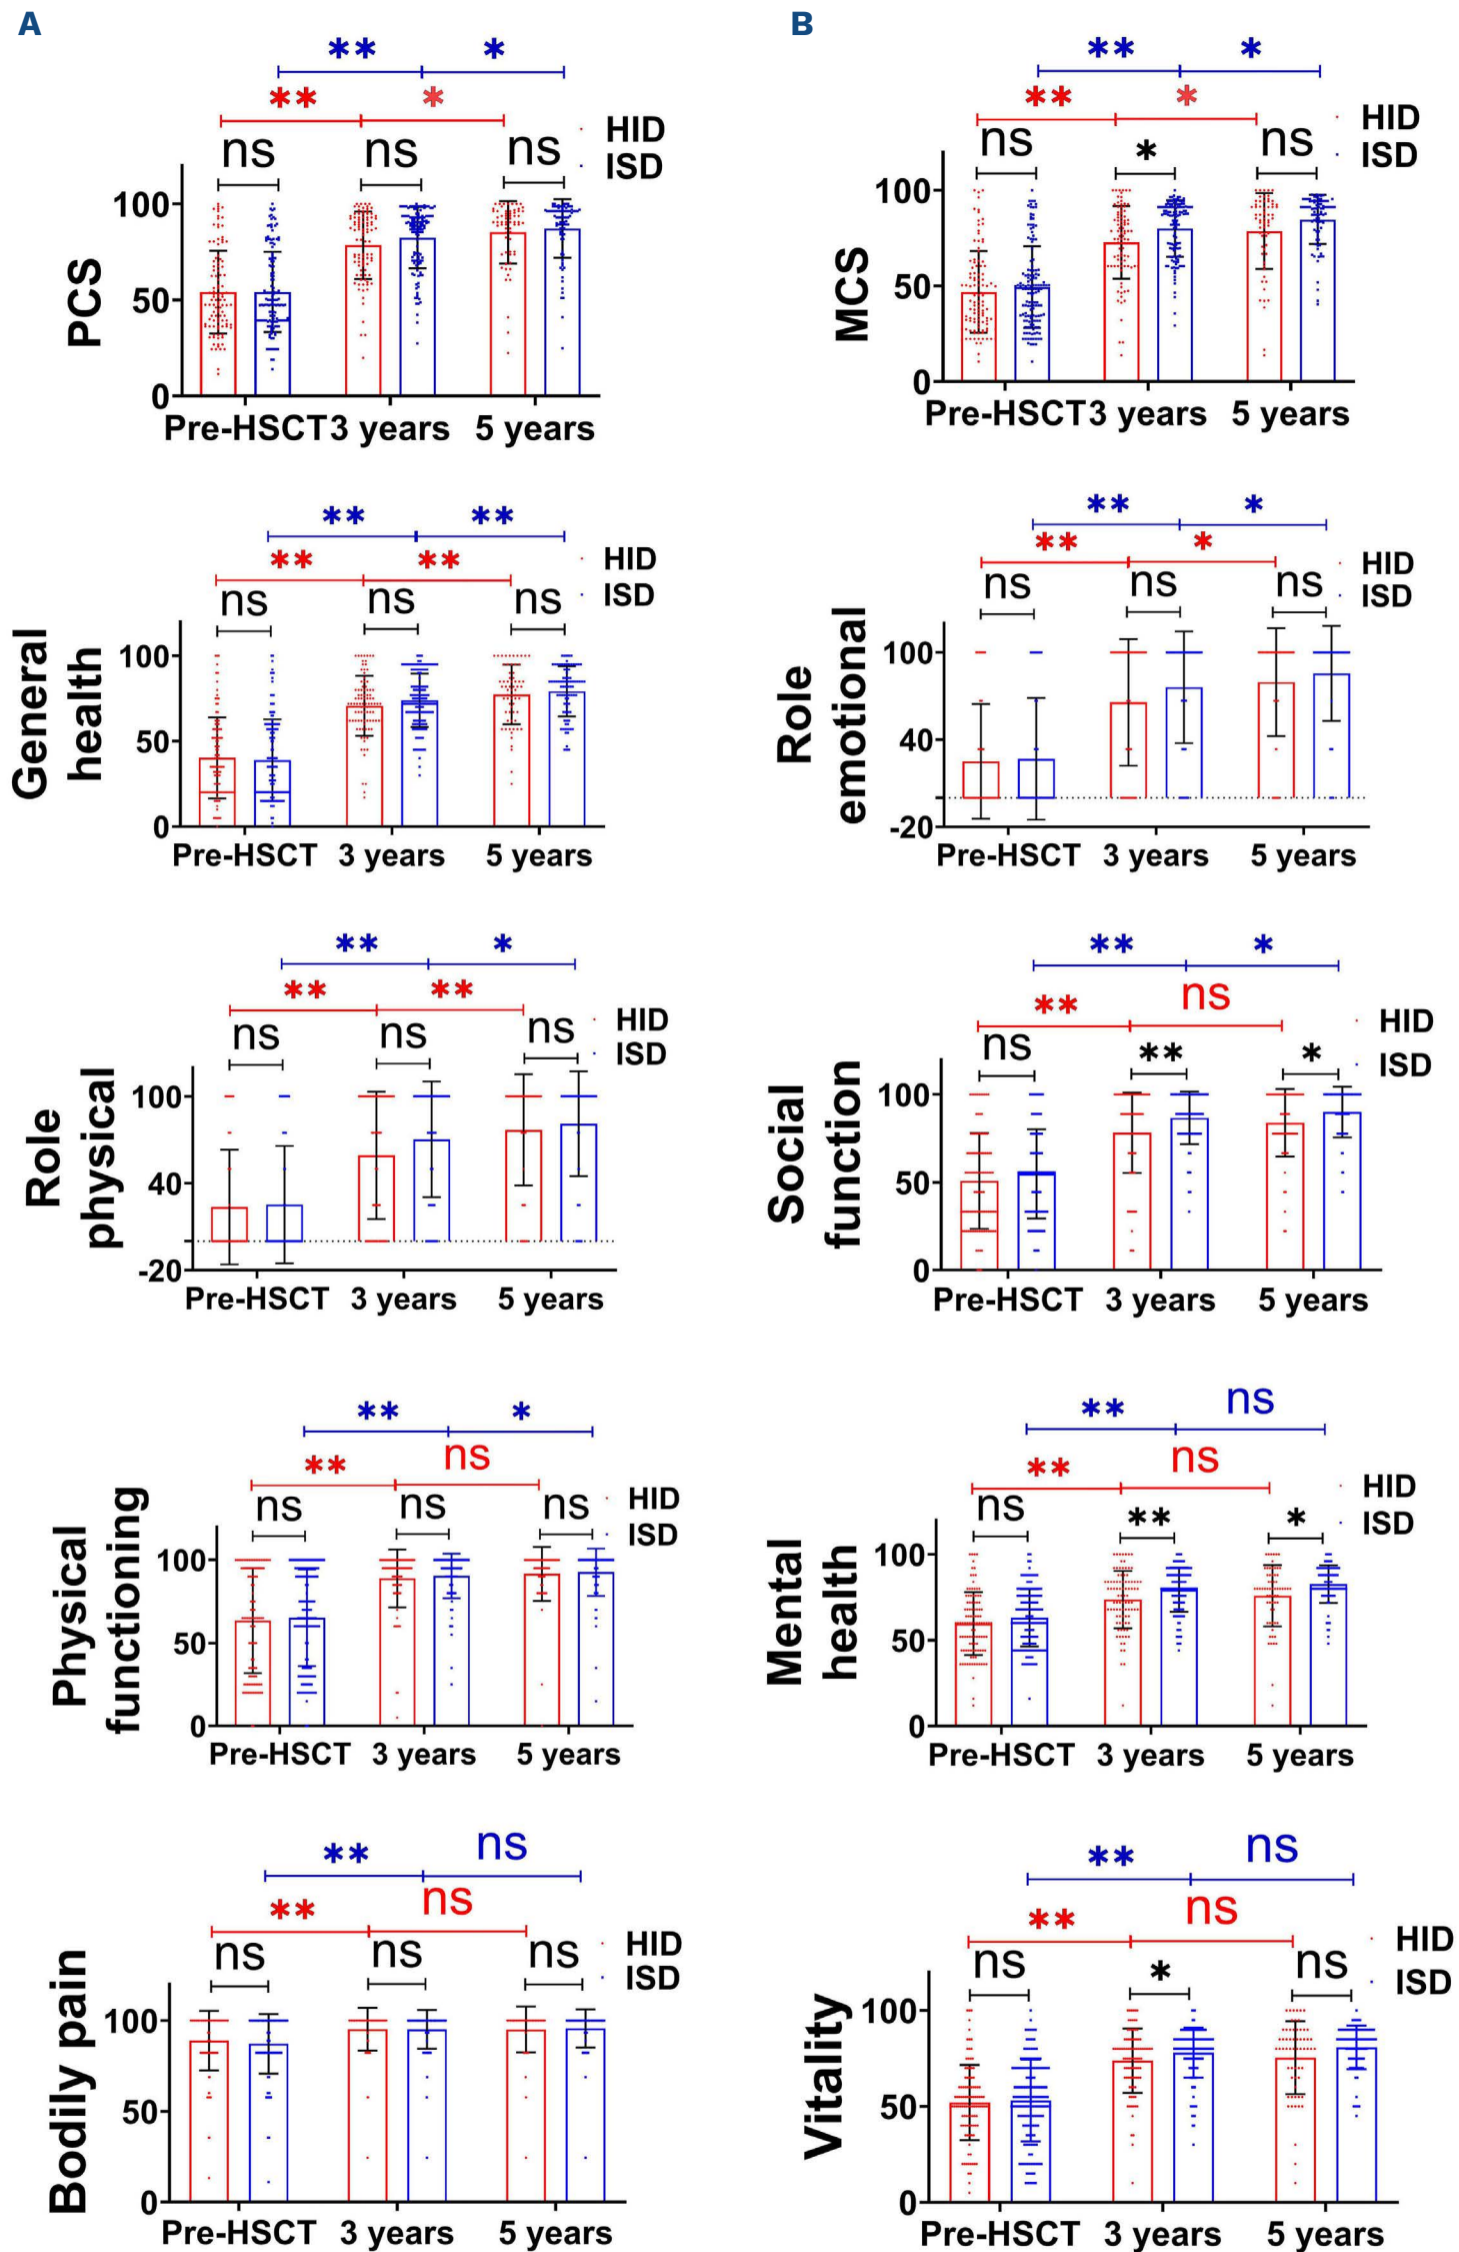 A
** *
** *
HID
ISD
ns ns ns
PCS
100
50
0
Pre-HSCT 3 years 5 years
** **
** **
HID
ISD
ns ns ns
General
health
100
50
0
Pre-HSCT 3 years 5 years
** *
** **
HID
ISD
ns ns ns
Role
physical
100
40
-20
Pre-HSCT 3 years 5 years
** *
** ns
HID
ISD
ns ns ns
Physical
functioning
100
50
0
Pre-HSCT 3 years 5 years
** ns
** ns
HID
ISD
ns ns ns
Bodily pain
100
50
0
Pre-HSCT 3 years 5 years
B
** *
** *
HID
ISD
ns * ns
MCS
100
50
0
Pre-HSCT 3 years 5 years
** *
** *
HID
ISD
ns ns ns
Role
emotional
100
40
-20
Pre-HSCT 3 years 5 years
** *
** ns
HID
ISD
ns ** *
Social
function
100
50
0
Pre-HSCT 3 years 5 years
** ns
** ns
HID
ISD
ns ** *
Mental
health
100
50
0
Pre-HSCT 3 years 5 years
** ns
** ns
HID
ISD
ns * ns
Vitality
100
50
0
Pre-HSCT 3 years 5 years